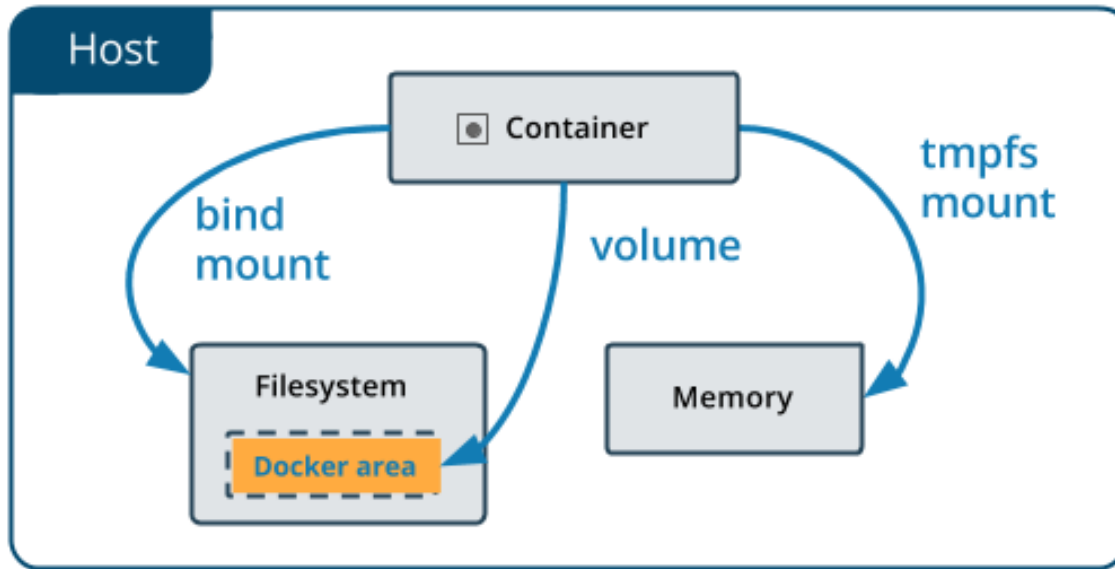 Host
Container
bind
mount
volume
tmpfs
mount
Filesystem
Docker area
Memory